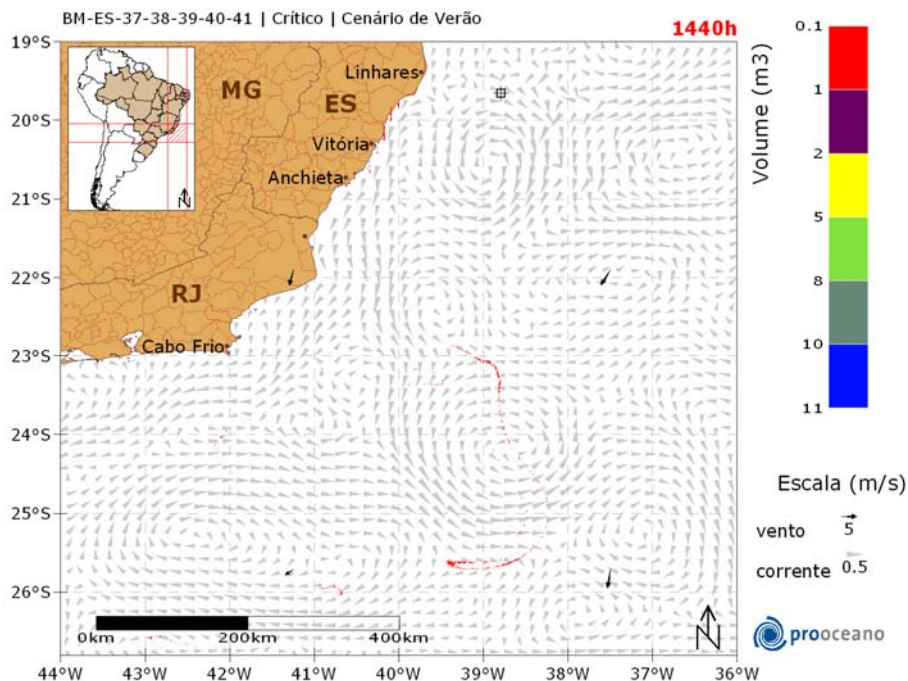 BM-ES-37-38-39-40-41 | Crítico | Cenário de Verão
1440h
19°S
20°S
21°S
22°S
23°S
24°S
25°S
26°S
MG
ES
RJ
Linhares
Vitória
Anchieta
Cabo Frio
N
0km
200km
400km
N
44°W
43°W
42°W
41°W
40°W
39°W
38°W
37°W
36°W
Volume (m3)
0.1
1
2
5
8
10
11
Escala (m/s)
vento 5
corrente 0.5
prooceano